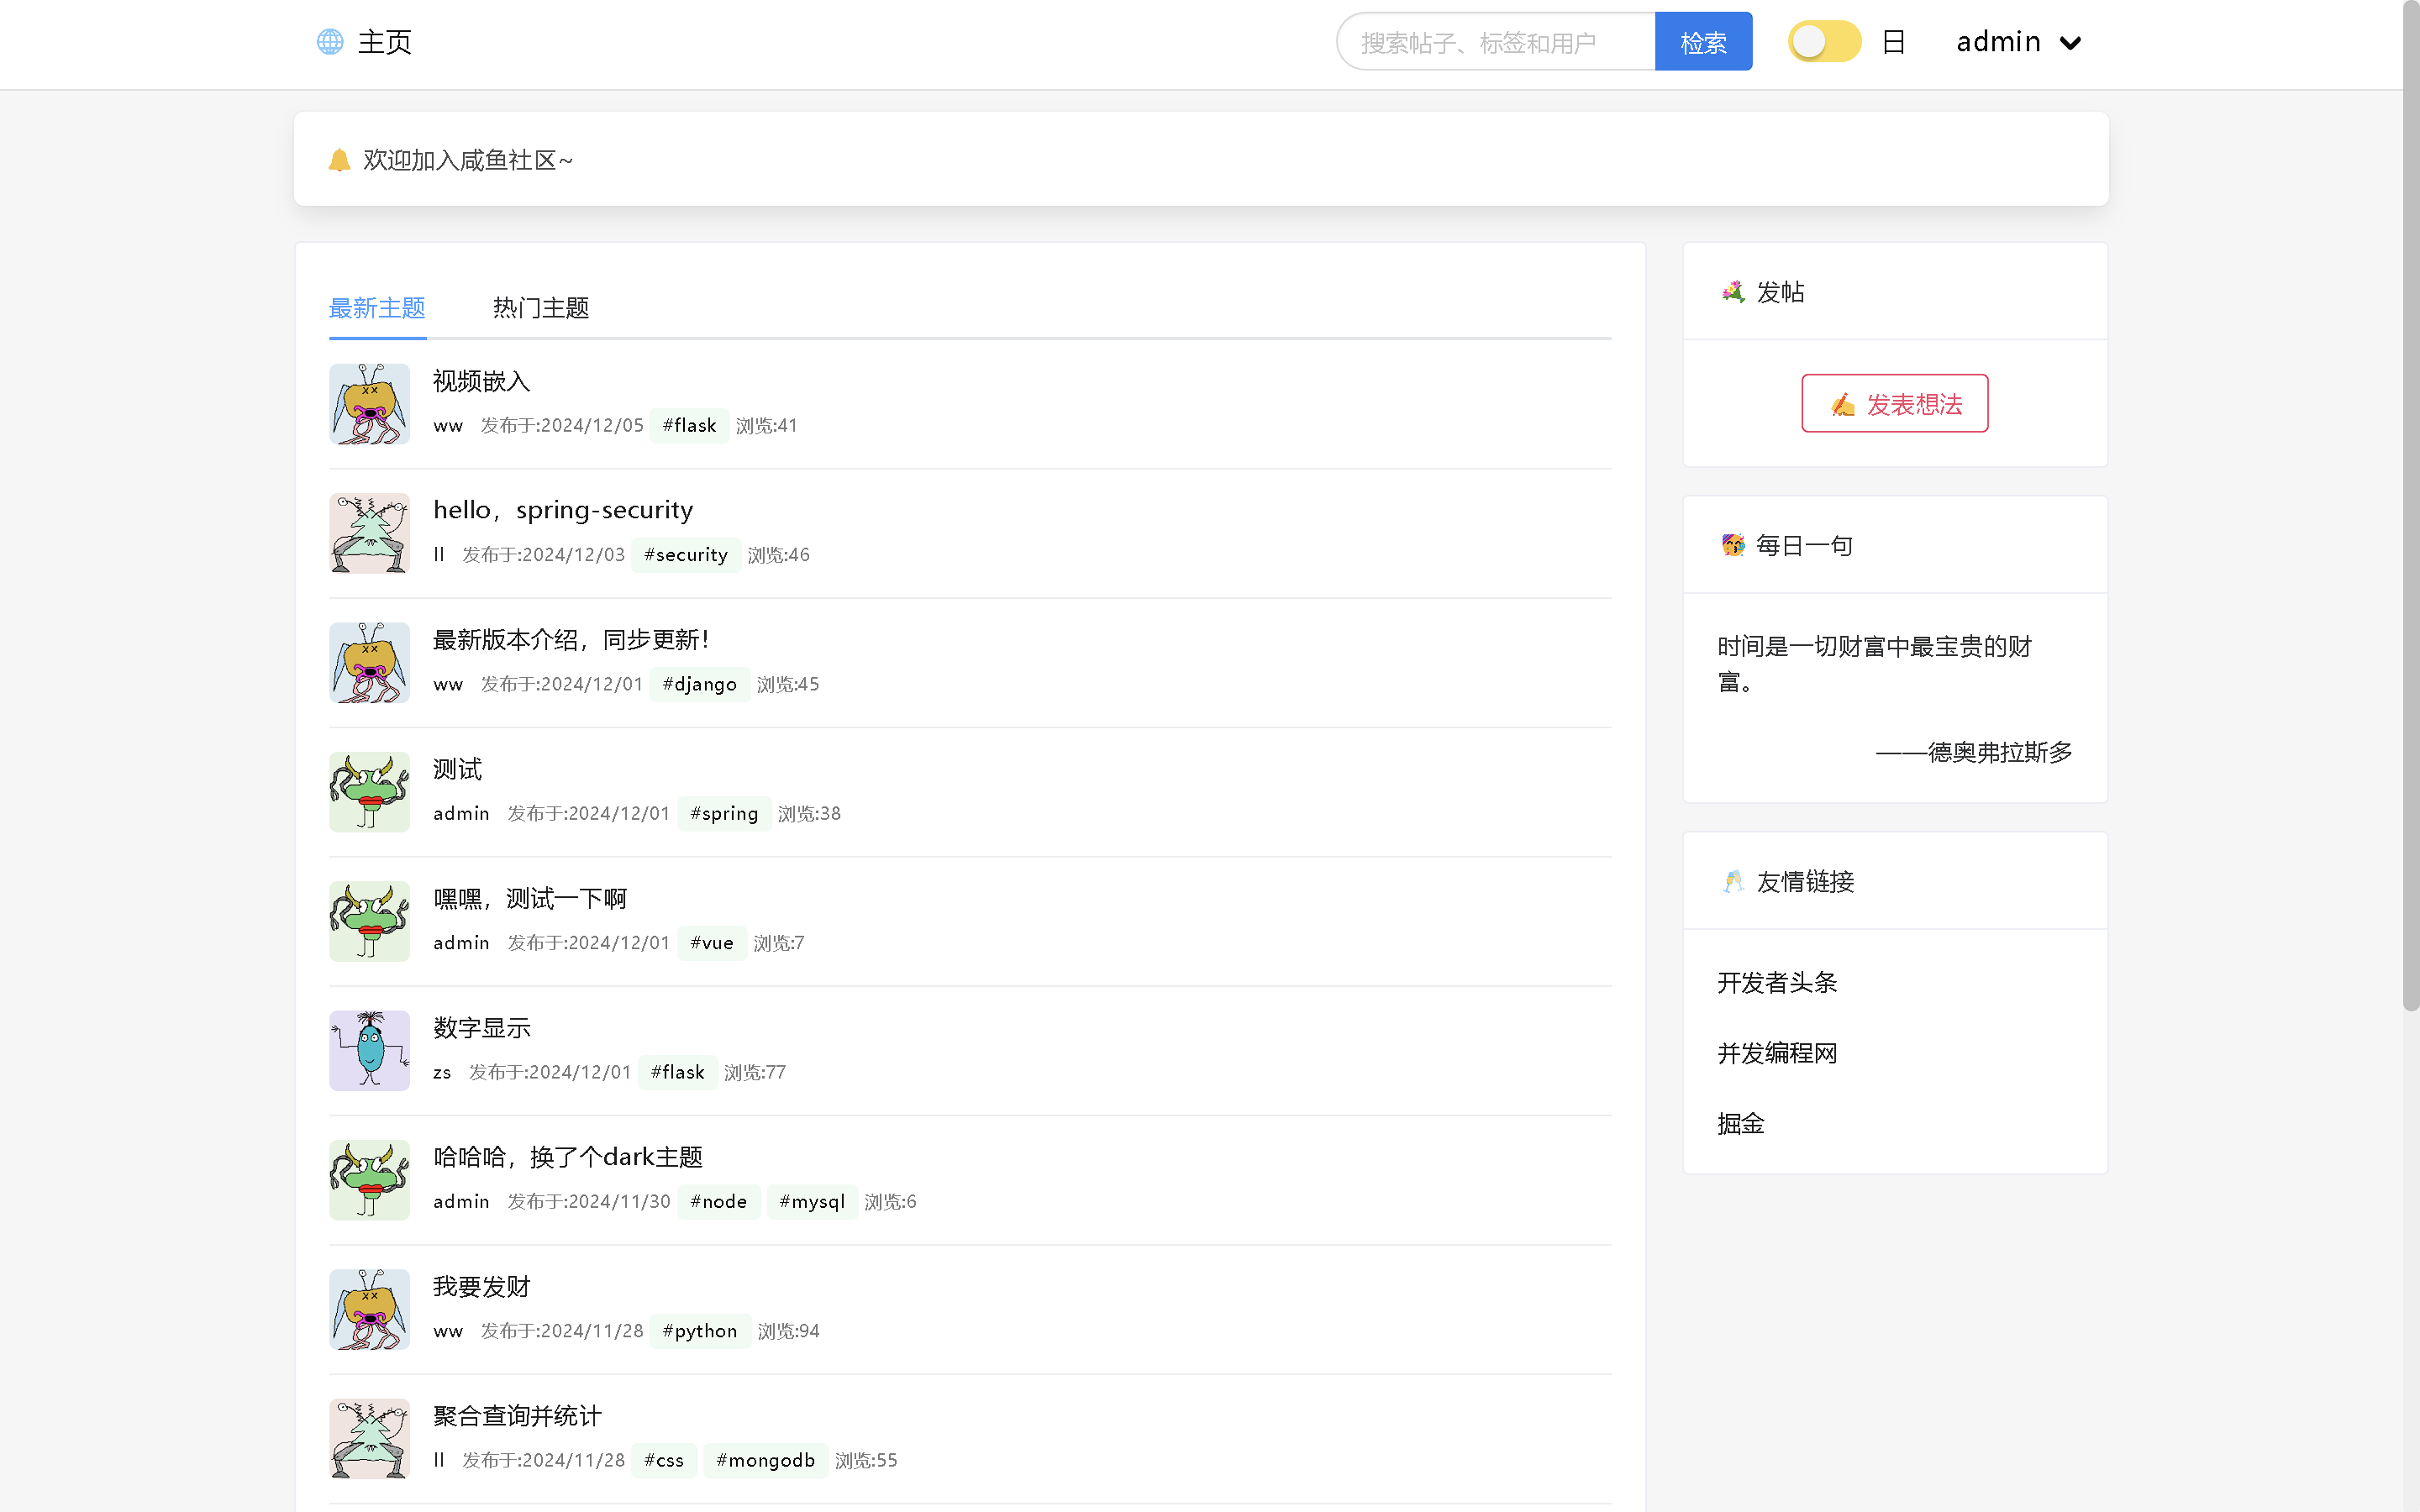 主页
搜索帖子、标签和用户
检索
日
admin
欢迎加入咸鱼社区~
最新主题
热门主题
视频嵌入
ww 发布于:2024/12/05 #flask 浏览:41
hello，spring-security
ll 发布于:2024/12/03 #security 浏览:46
最新版本介绍，同步更新！
ww 发布于:2024/12/01 #django 浏览:45
测试
admin 发布于:2024/12/01 #spring 浏览:38
嘿嘿，测试一下啊
admin 发布于:2024/12/01 #vue 浏览:7
数字显示
zs 发布于:2024/12/01 #flask 浏览:77
哈哈哈，换了个dark主题
admin 发布于:2024/11/30 #node #mysql 浏览:6
我要发财
ww 发布于:2024/11/28 #python 浏览:94
聚合查询并统计
ll 发布于:2024/11/28 #css #mongodb 浏览:55
发帖
发表想法
每日一句
时间是一切财富中最宝贵的财
富。
——德奥弗拉斯多
友情链接
开发者头条
并发编程网
掘金